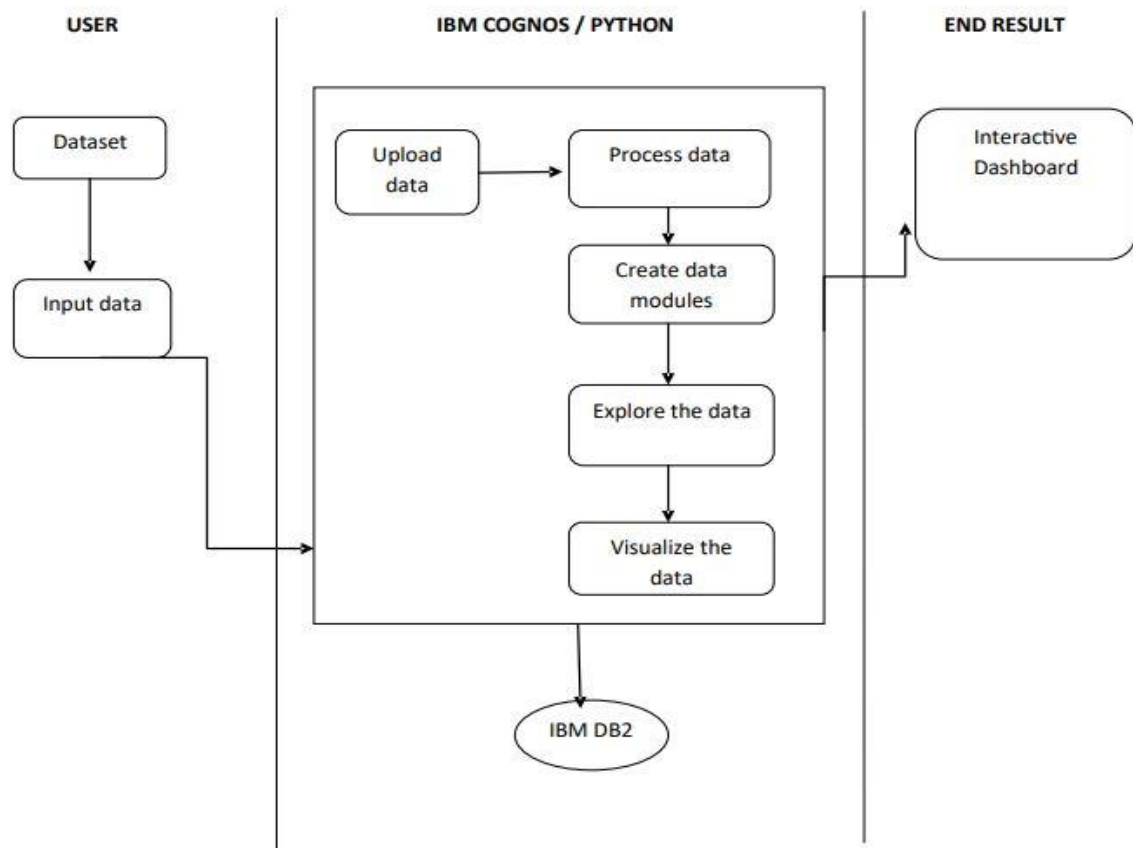 USER
IBM COGNOS / PYTHON
END RESULT
Dataset
Input data
Upload
data
Process data
Create data
modules
Explore the data
Visualize the
data
IBM DB2
Interactive
Dashboard